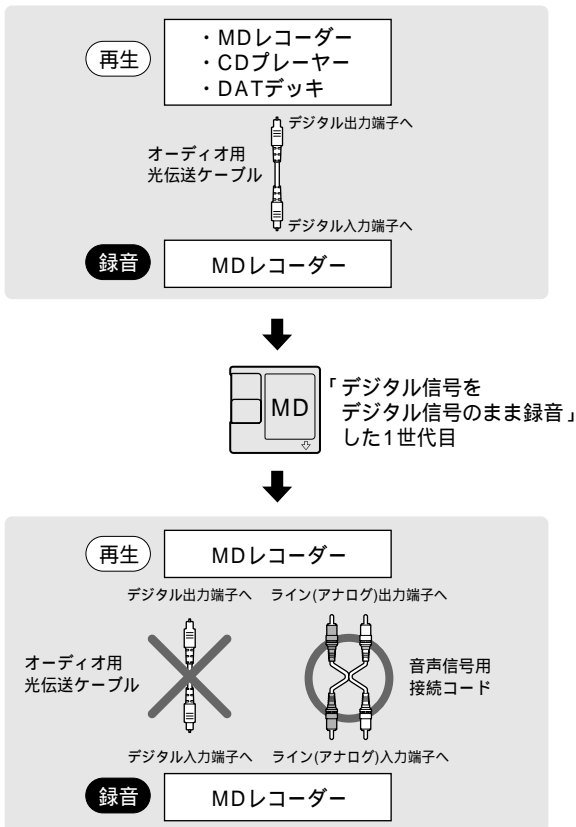 再生
・MDレコーダー
・CDプレーヤー
・DATデッキ
デジタル出力端子へ
オーディオ用
光伝送ケーブル
デジタル入力端子へ
録音
MDレコーダー
MD
「デジタル信号を
デジタル信号のまま録音」
した1世代目
再生
MDレコーダー
デジタル出力端子へ
ライン(アナログ)出力端子へ
オーディオ用
光伝送ケーブル
音声信号用
接続コード
デジタル入力端子へ
ライン(アナログ)入力端子へ
録音
MDレコーダー